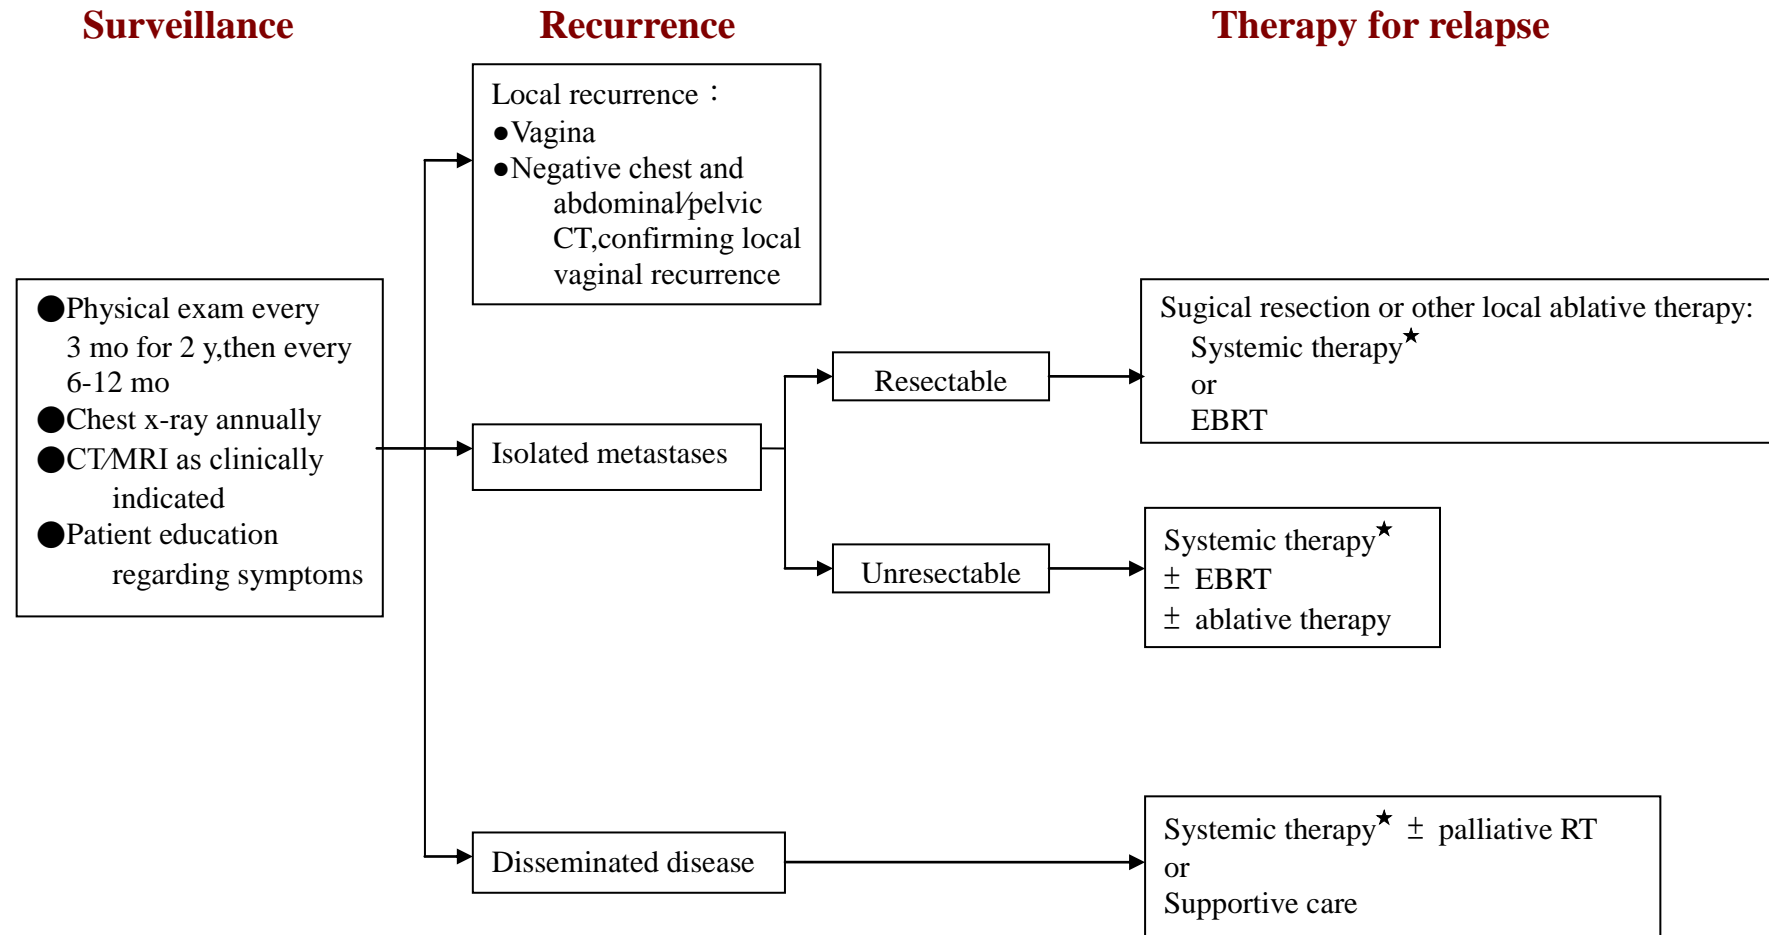 Surveillance
Recurrence
Therapy for relapse
Local recurrence：
●Vagina
●Negative chest and
abdominal∕pelvic
CT,confirming local
vaginal recurrence
●Physical exam every
3 mo for 2 y,then every
6-12 mo
●Chest x-ray annually
●CT∕MRI as clinically
indicated
●Patient education
regarding symptoms
Isolated metastases
Resectable
Sugical resection or other local ablative therapy:
Systemic therapy★
or
EBRT
Unresectable
Systemic therapy★
± EBRT
± ablative therapy
Disseminated disease
Systemic therapy★ ± palliative RT
or
Supportive care